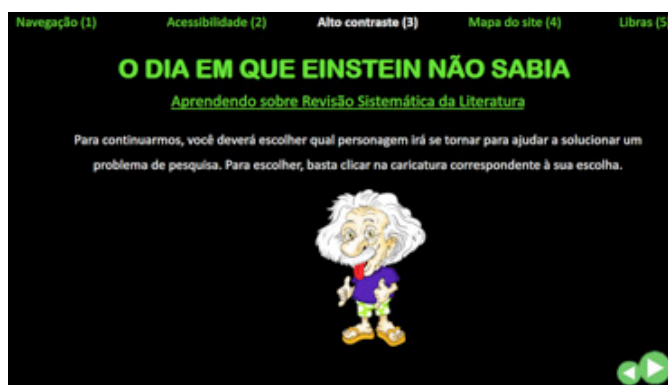 Navegação (1) Acessibilidade (2) Alto contraste (3) Mapa do site (4) Libras (5)
O DIA EM QUE EINSTEIN NÃO SABIA
Aprendendo sobre Revisão Sistemática da Literatura
Para continuarmos, você deverá escolher qual personagem irá se tornar para ajudar a solucionar um
problema de pesquisa. Para escolher, basta clicar na caricatura correspondente à sua escolha.